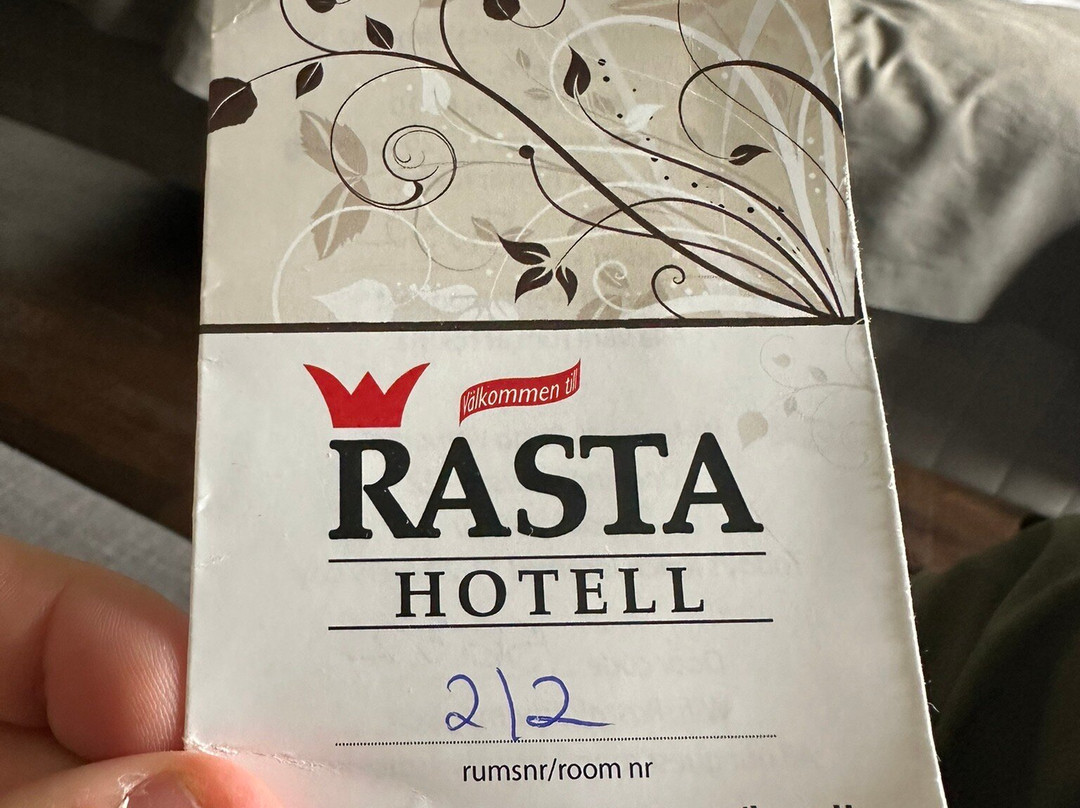 Välkommen till
RASTA
HOTELL
212
rumsnr/room nr